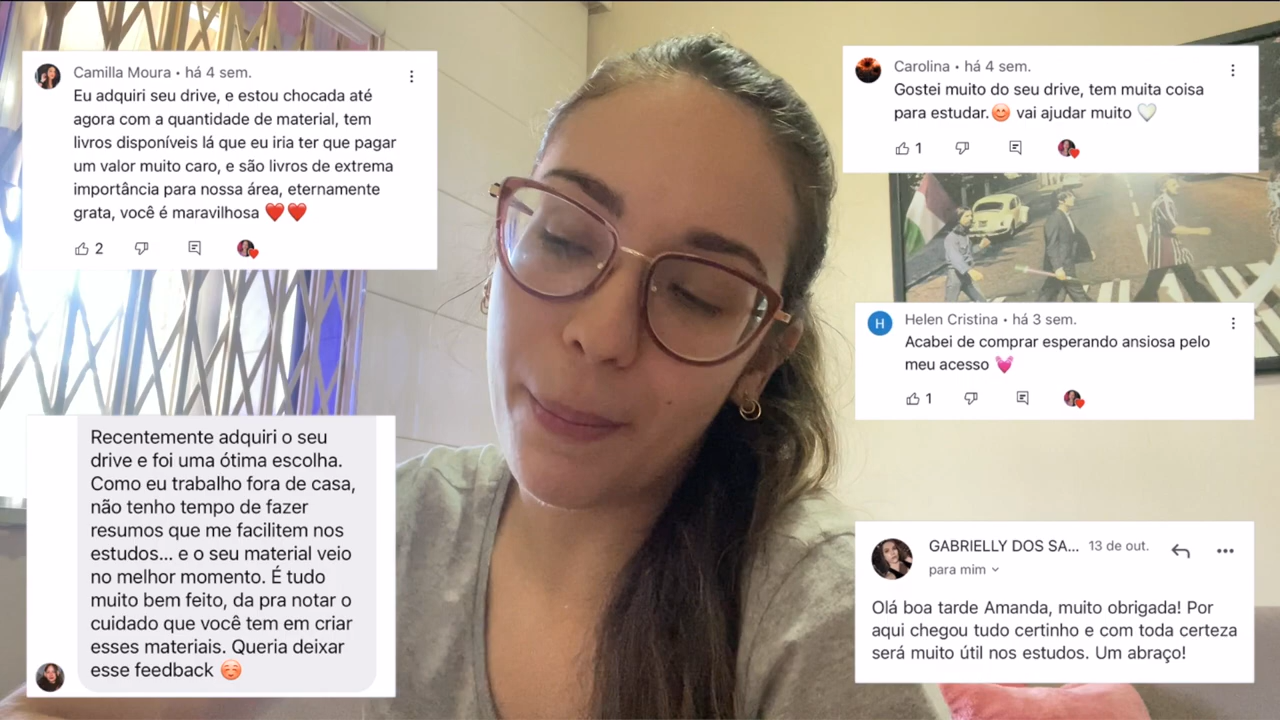 Camilla Moura • há 4 sem.
Eu adquiri seu drive, e estou chocada até
agora com a quantidade de material, tem
livros disponíveis lá que eu iria ter que pagar
um valor muito caro, e são livros de extrema
importância para nossa área, eternamente
grata, você é maravilhosa ❤️❤️
2
Recentemente adquiri o seu
drive e foi uma ótima escolha.
Como eu trabalho fora de casa,
não tenho tempo de fazer
resumos que me facilitem nos
estudos... e o seu material veio
no melhor momento. É tudo
muito bem feito, da pra notar o
cuidado que você tem em criar
esses materiais. Queria deixar
esse feedback ☺️
Carolina • há 4 sem.
Gostei muito do seu drive, tem muita coisa
para estudar.😊 vai ajudar muito 🤍
1
H
Helen Cristina • há 3 sem.
Acabei de comprar esperando ansiosa pelo
meu acesso 💓
1
GABRIELLY DOS SA... 13 de out.
para mim
Olá boa tarde Amanda, muito obrigada! Por
aqui chegou tudo certinho e com toda certeza
será muito útil nos estudos. Um abraço!